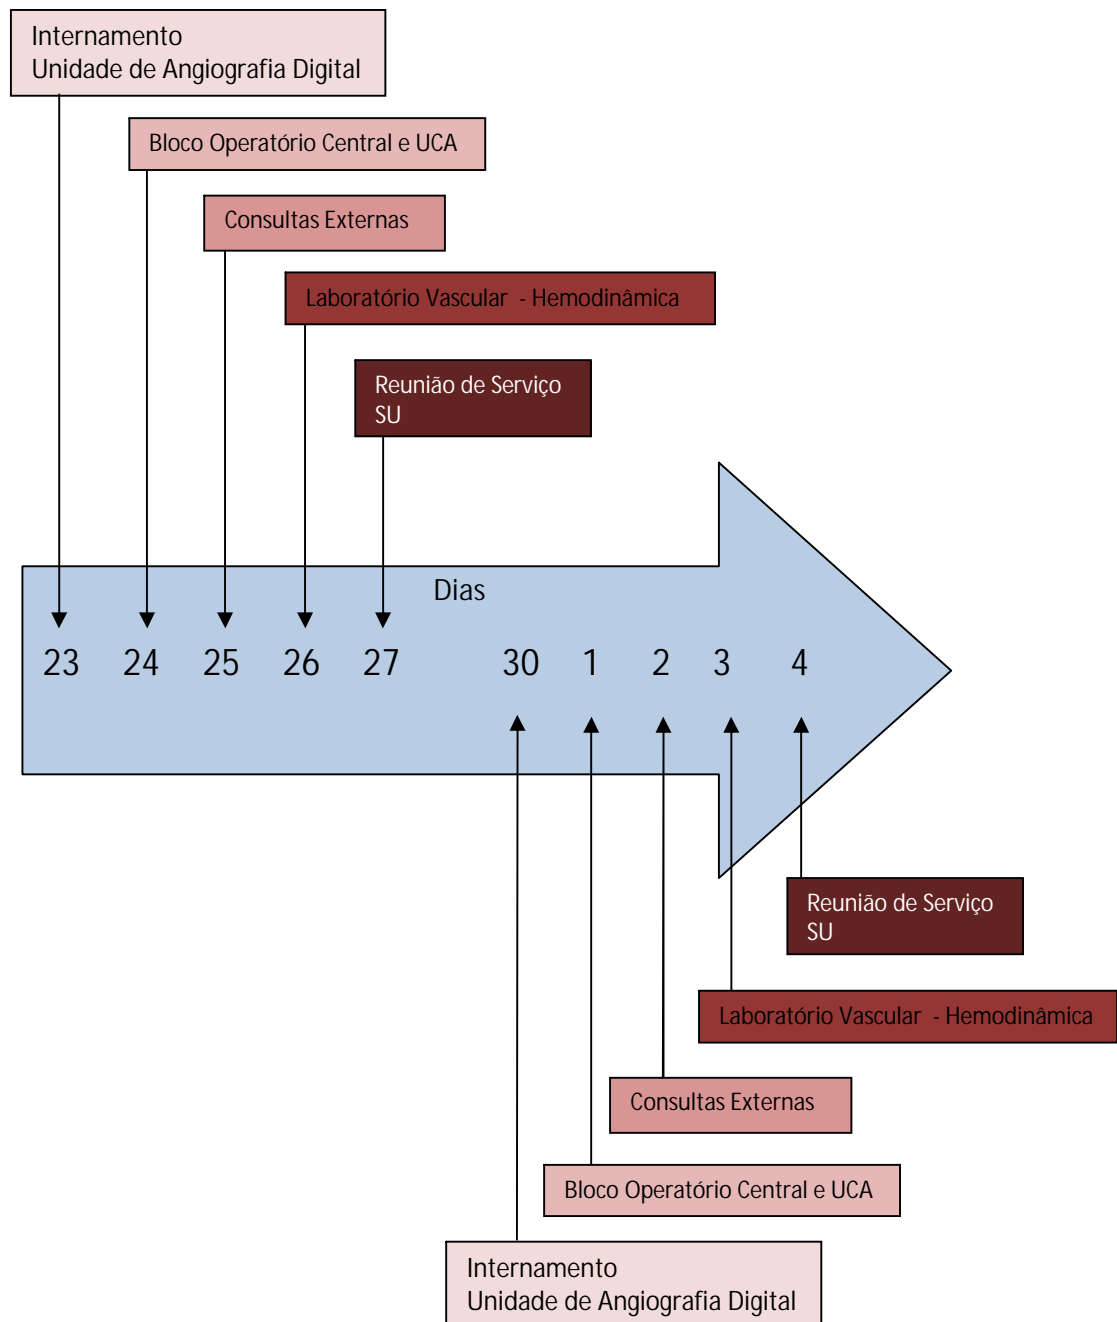 Internamento
Unidade de Angiografia Digital
Bloco Operatório Central e UCA
Consultas Externas
Laboratório Vascular - Hemodinâmica
Reunião de Serviço
SU
Dias
23 24 25 26 27 30 1 2 3 4
Reunião de Serviço
SU
Laboratório Vascular - Hemodinâmica
Consultas Externas
Bloco Operatório Central e UCA
Internamento
Unidade de Angiografia Digital